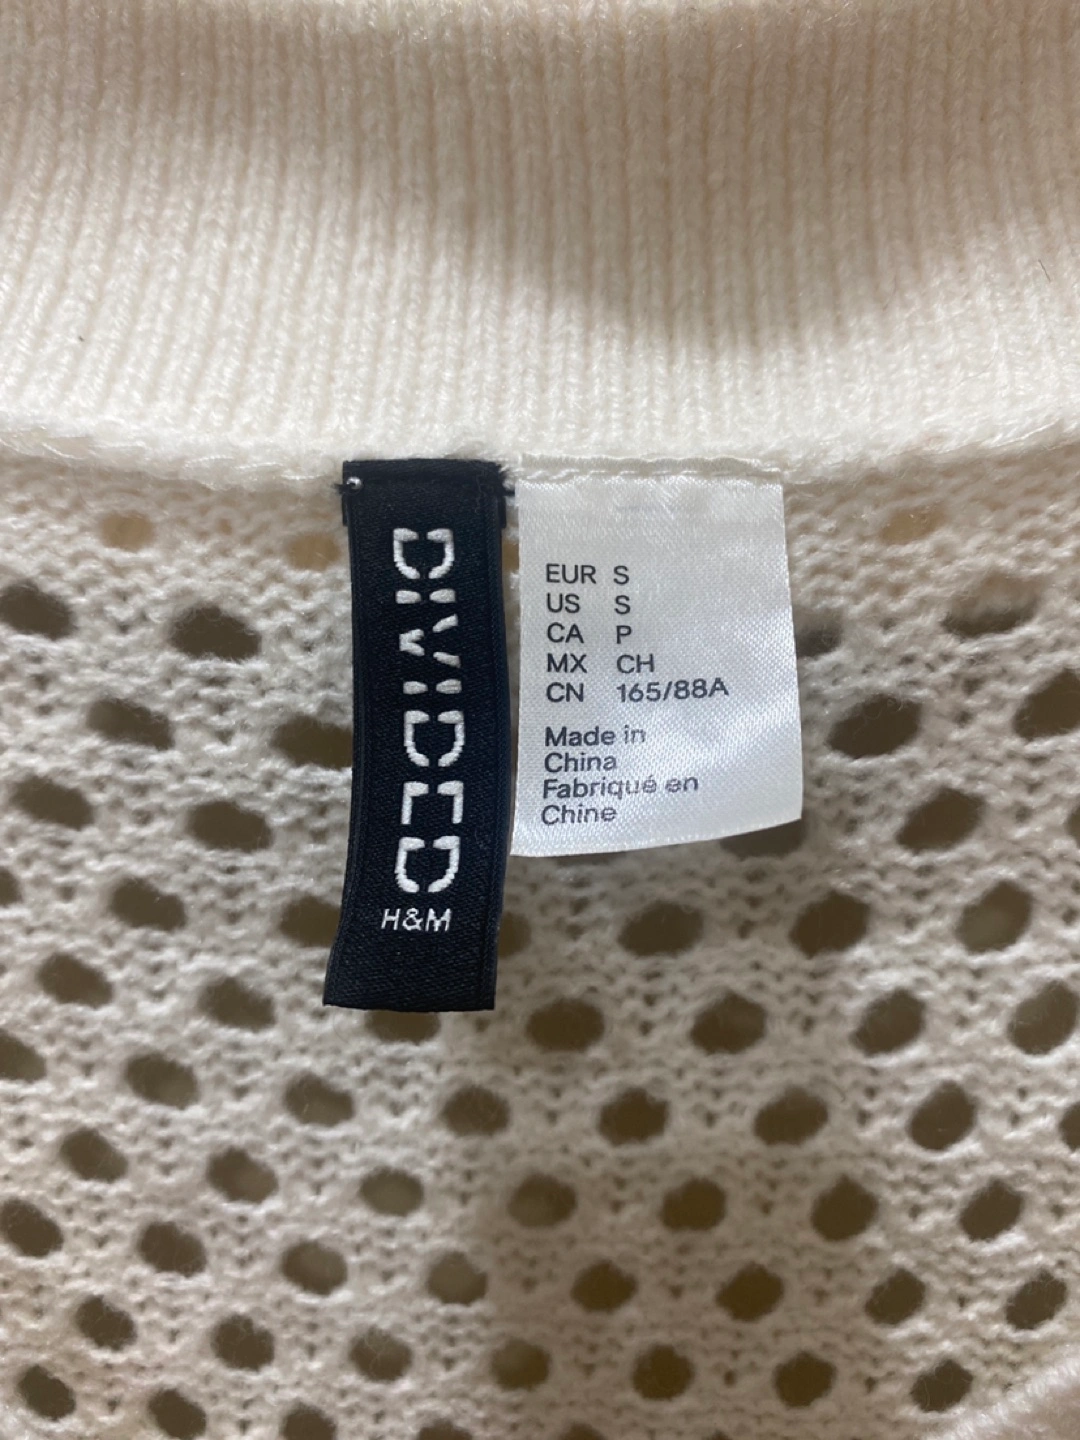 DIVIDED
H&M
EUR S
US S
CA P
MX CH
CN 165/88A
Made in
China
Fabriqué en
Chine